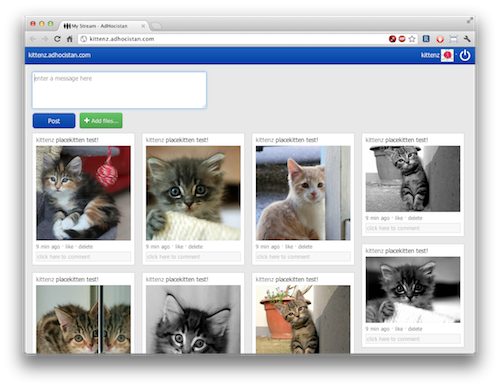 My Stream · AdHocistan
kittenz.adhocistan.com
kittenz.adhocistan.com
kittenz
enter a message here
Post
Add files...
kittenz placekitten test!
9 min ago · like · delete
click here to comment
kittenz placekitten test!
9 min ago · like · delete
click here to comment
kittenz placekitten test!
9 min ago · like · delete
click here to comment
kittenz placekitten test!
9 min ago · like · delete
click here to comment
kittenz placekitten test!
9 min ago · like · delete
click here to comment
kittenz placekitten test!
kittenz placekitten test!
kittenz placekitten test!